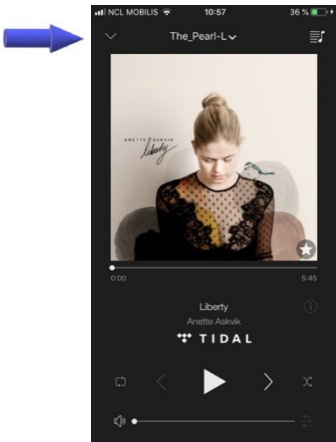 NCL MOBILIS 10:57 36 %
The_Pearl-L
ANETTE ASKVIK
liberty
0:00 5:45
Liberty
Anette Askvik
TIDAL